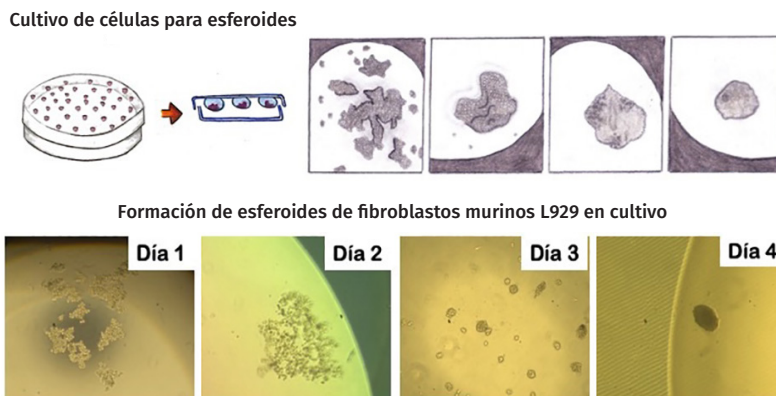 Cultivo de células para esferoides
Formación de esferoides de fibroblastos murinos L929 en cultivo
Día 1
Día 2
Día 3
Día 4